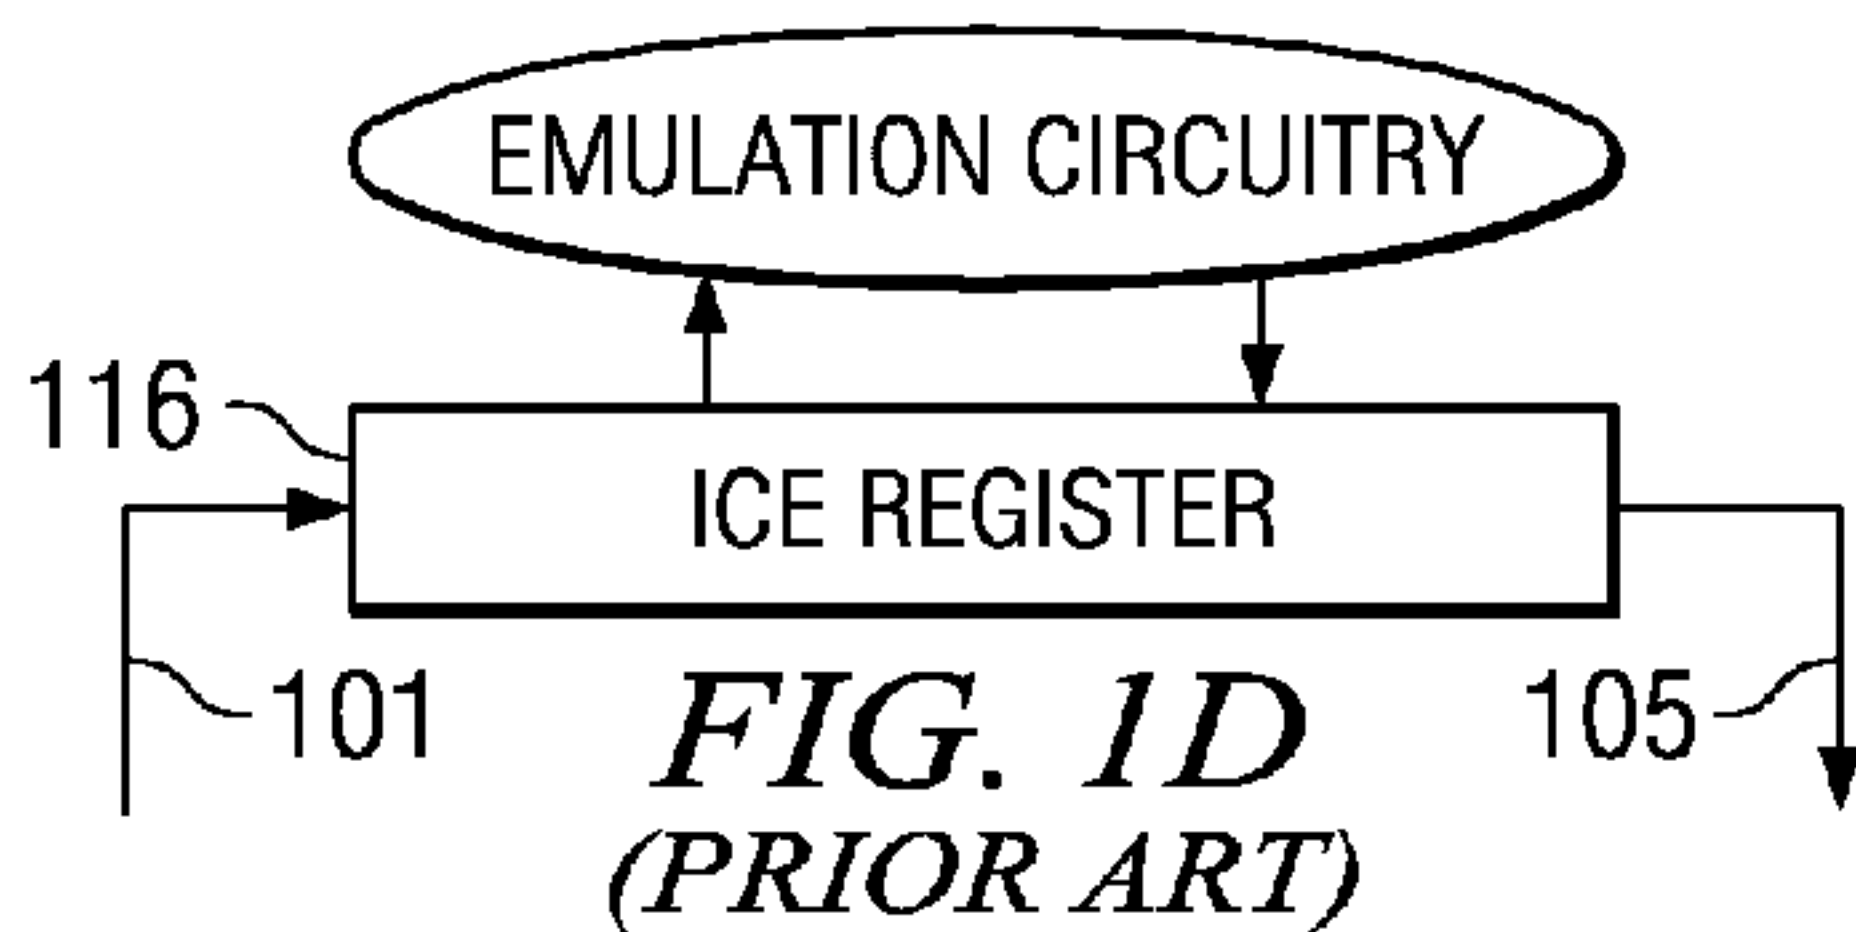 EMULATION CIRCUITRY
116
ICE REGISTER
101
105
FIG. 1D
(PRIOR ART)